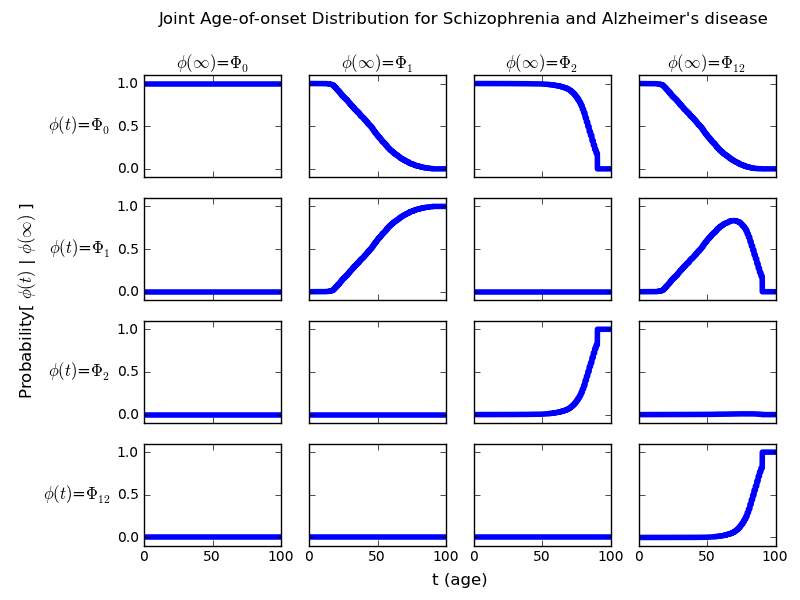 Joint Age-of-onset Distribution for Schizophrenia and Alzheimer's disease
ϕ(∞)=Φ₀ ϕ(∞)=Φ₁ ϕ(∞)=Φ₂ ϕ(∞)=Φ₁₂
1.0
ϕ(t)=Φ₀ 0.5
0.0
1.0
ϕ(t)=Φ₁ 0.5
0.0
Probability[ ϕ(t) | ϕ(∞) ]
1.0
ϕ(t)=Φ₂ 0.5
0.0
1.0
ϕ(t)=Φ₁₂ 0.5
0.0
0 50 100 0 50 100 0 50 100 0 50 100
t (age)